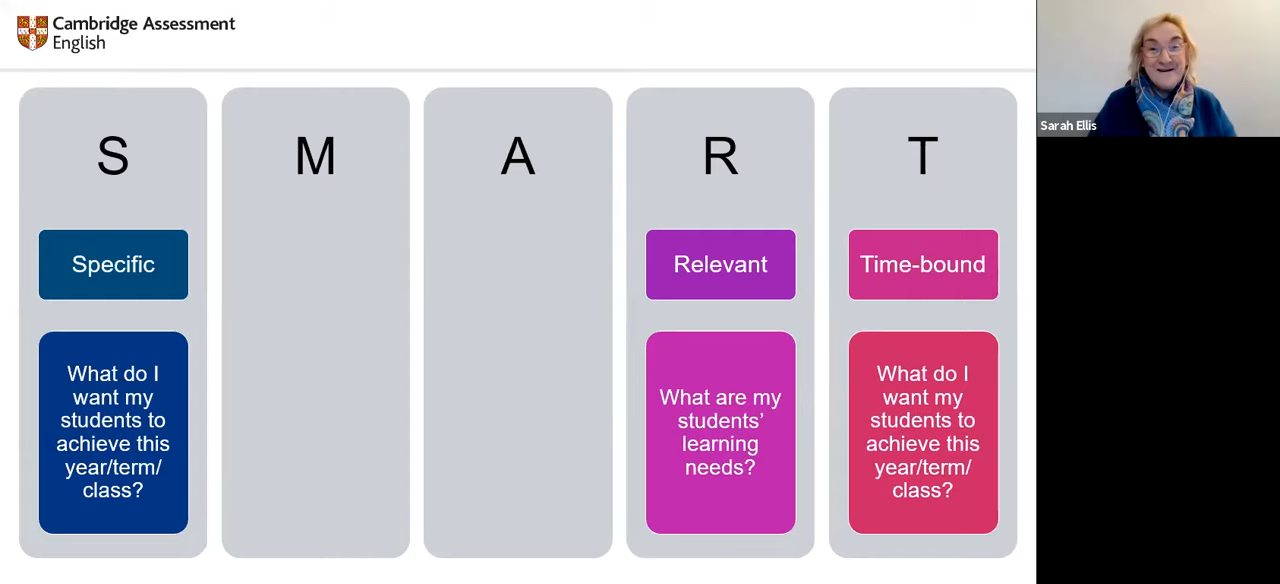 Cambridge Assessment
English
S
M
A
R
T
Specific
Relevant
Time-bound
What do I
want my
students to
achieve this
year/term/
class?
What are my
students’
learning
needs?
What do I
want my
students to
achieve this
year/term/
class?
Sarah Ellis